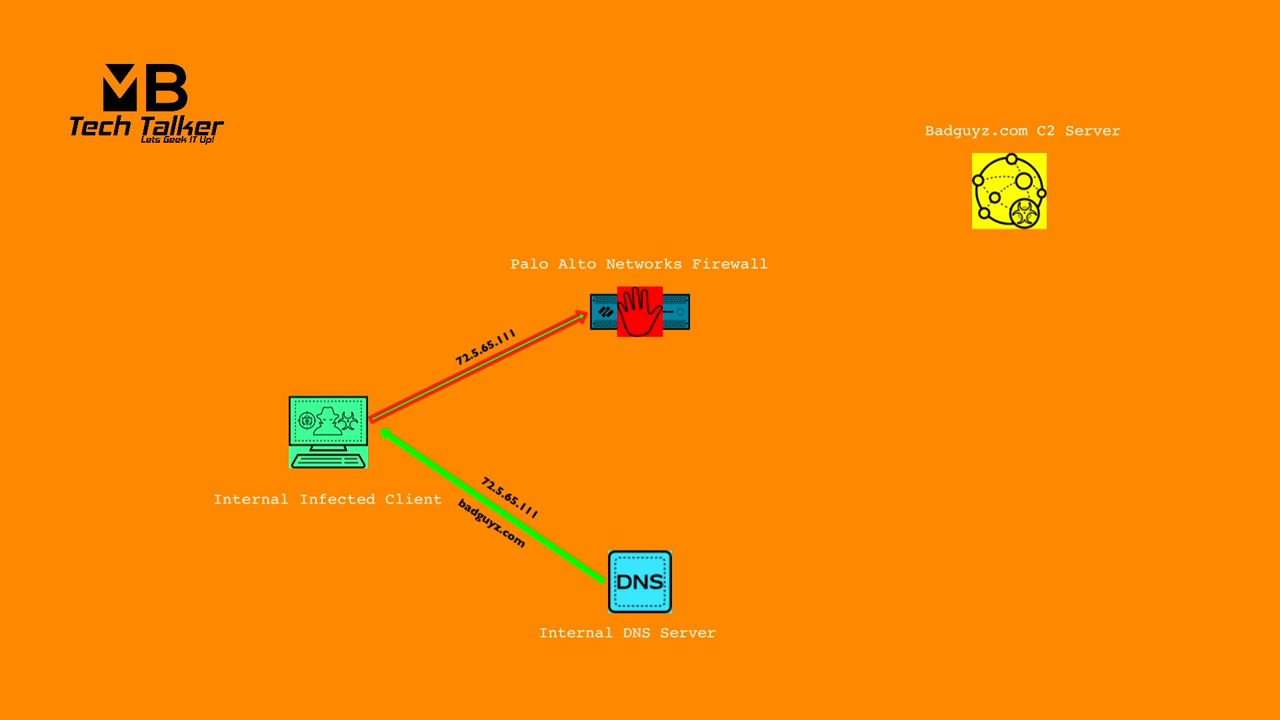 MB
Tech Talker
Lets Geek IT Up!
Badguyz.com C2 Server
Palo Alto Networks Firewall
72.5.65.111
Internal Infected Client
72.5.65.111
badguyz.com
DNS
Internal DNS Server